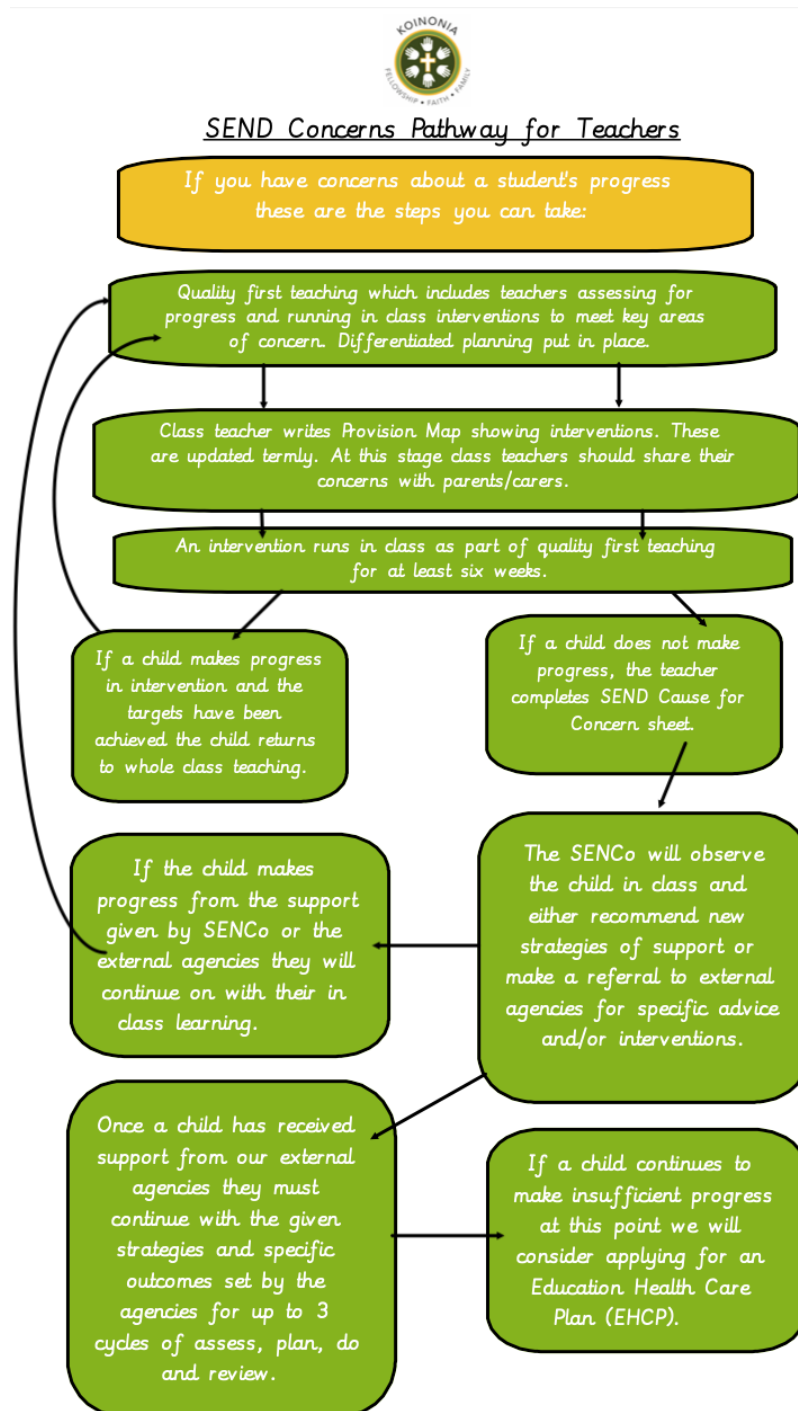 KOINONIA
FELLOWSHIP • FAITH • FAMILY
SEND Concerns Pathway for Teachers
If you have concerns about a student's progress
these are the steps you can take:
Quality first teaching which includes teachers assessing for
progress and running in class interventions to meet key areas
of concern. Differentiated planning put in place.
Class teacher writes Provision Map showing interventions. These
are updated termly. At this stage class teachers should share their
concerns with parents/carers.
An intervention runs in class as part of quality first teaching
for at least six weeks.
If a child makes progress
in intervention and the
targets have been
achieved the child returns
to whole class teaching.
If a child does not make
progress, the teacher
completes SEND Cause for
Concern sheet.
The SENCo will observe
the child in class and
either recommend new
strategies of support or
make a referral to external
agencies for specific advice
and/or interventions.
If the child makes
progress from the support
given by SENCo or the
external agencies they will
continue on with their in
class learning.
Once a child has received
support from our external
agencies they must
continue with the given
strategies and specific
outcomes set by the
agencies for up to 3
cycles of assess, plan, do
and review.
If a child continues to
make insufficient progress
at this point we will
consider applying for an
Education Health Care
Plan (EHCP).